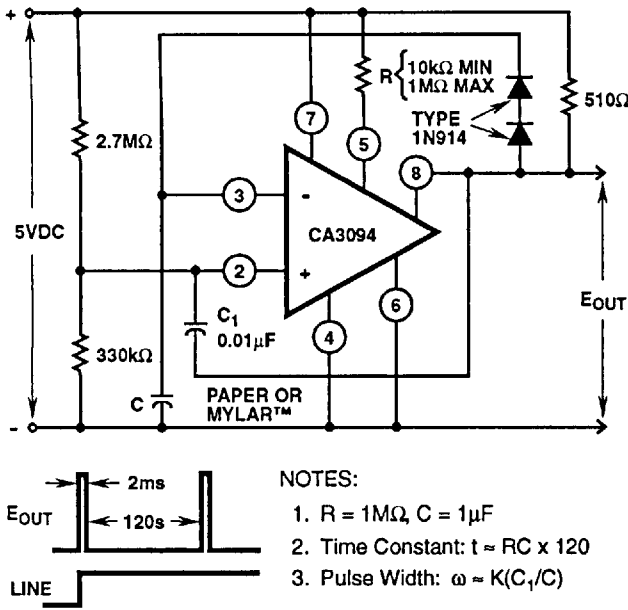 +
R { 10kΩ MIN
1MΩ MAX
7
5
TYPE
1N914
510Ω
2.7MΩ
8
3
-
CA3094
5VDC
2
+
6
EOUT
C1
0.01µF
4
330kΩ
C
PAPER OR
MYLAR™
-
2ms
EOUT
120s
LINE
NOTES:
1. R = 1MΩ, C = 1µF
2. Time Constant: t ≈ RC x 120
3. Pulse Width: ω ≈ K(C1/C)